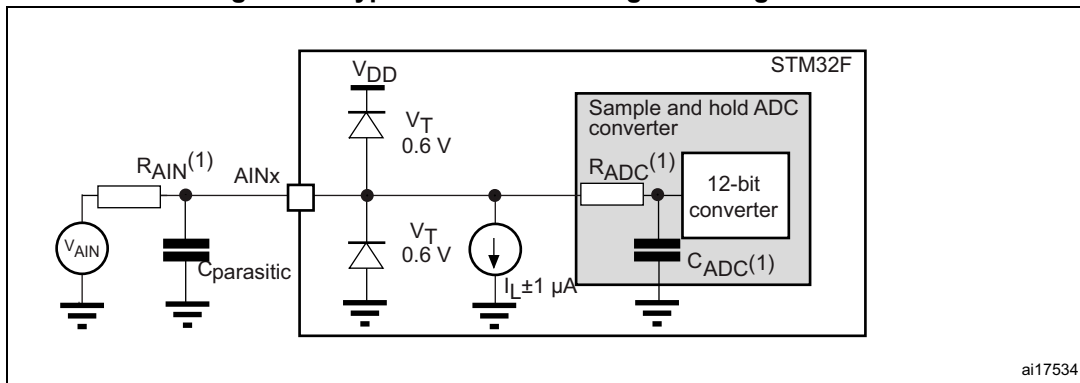 STM32F
VDD
Sample and hold ADC
converter
VT
0.6 V
RAIN(1)
AINx
RADC(1)
12-bit
converter
VAIN
Cparasitic
VT
0.6 V
IL±1 µA
CADC(1)
ai17534